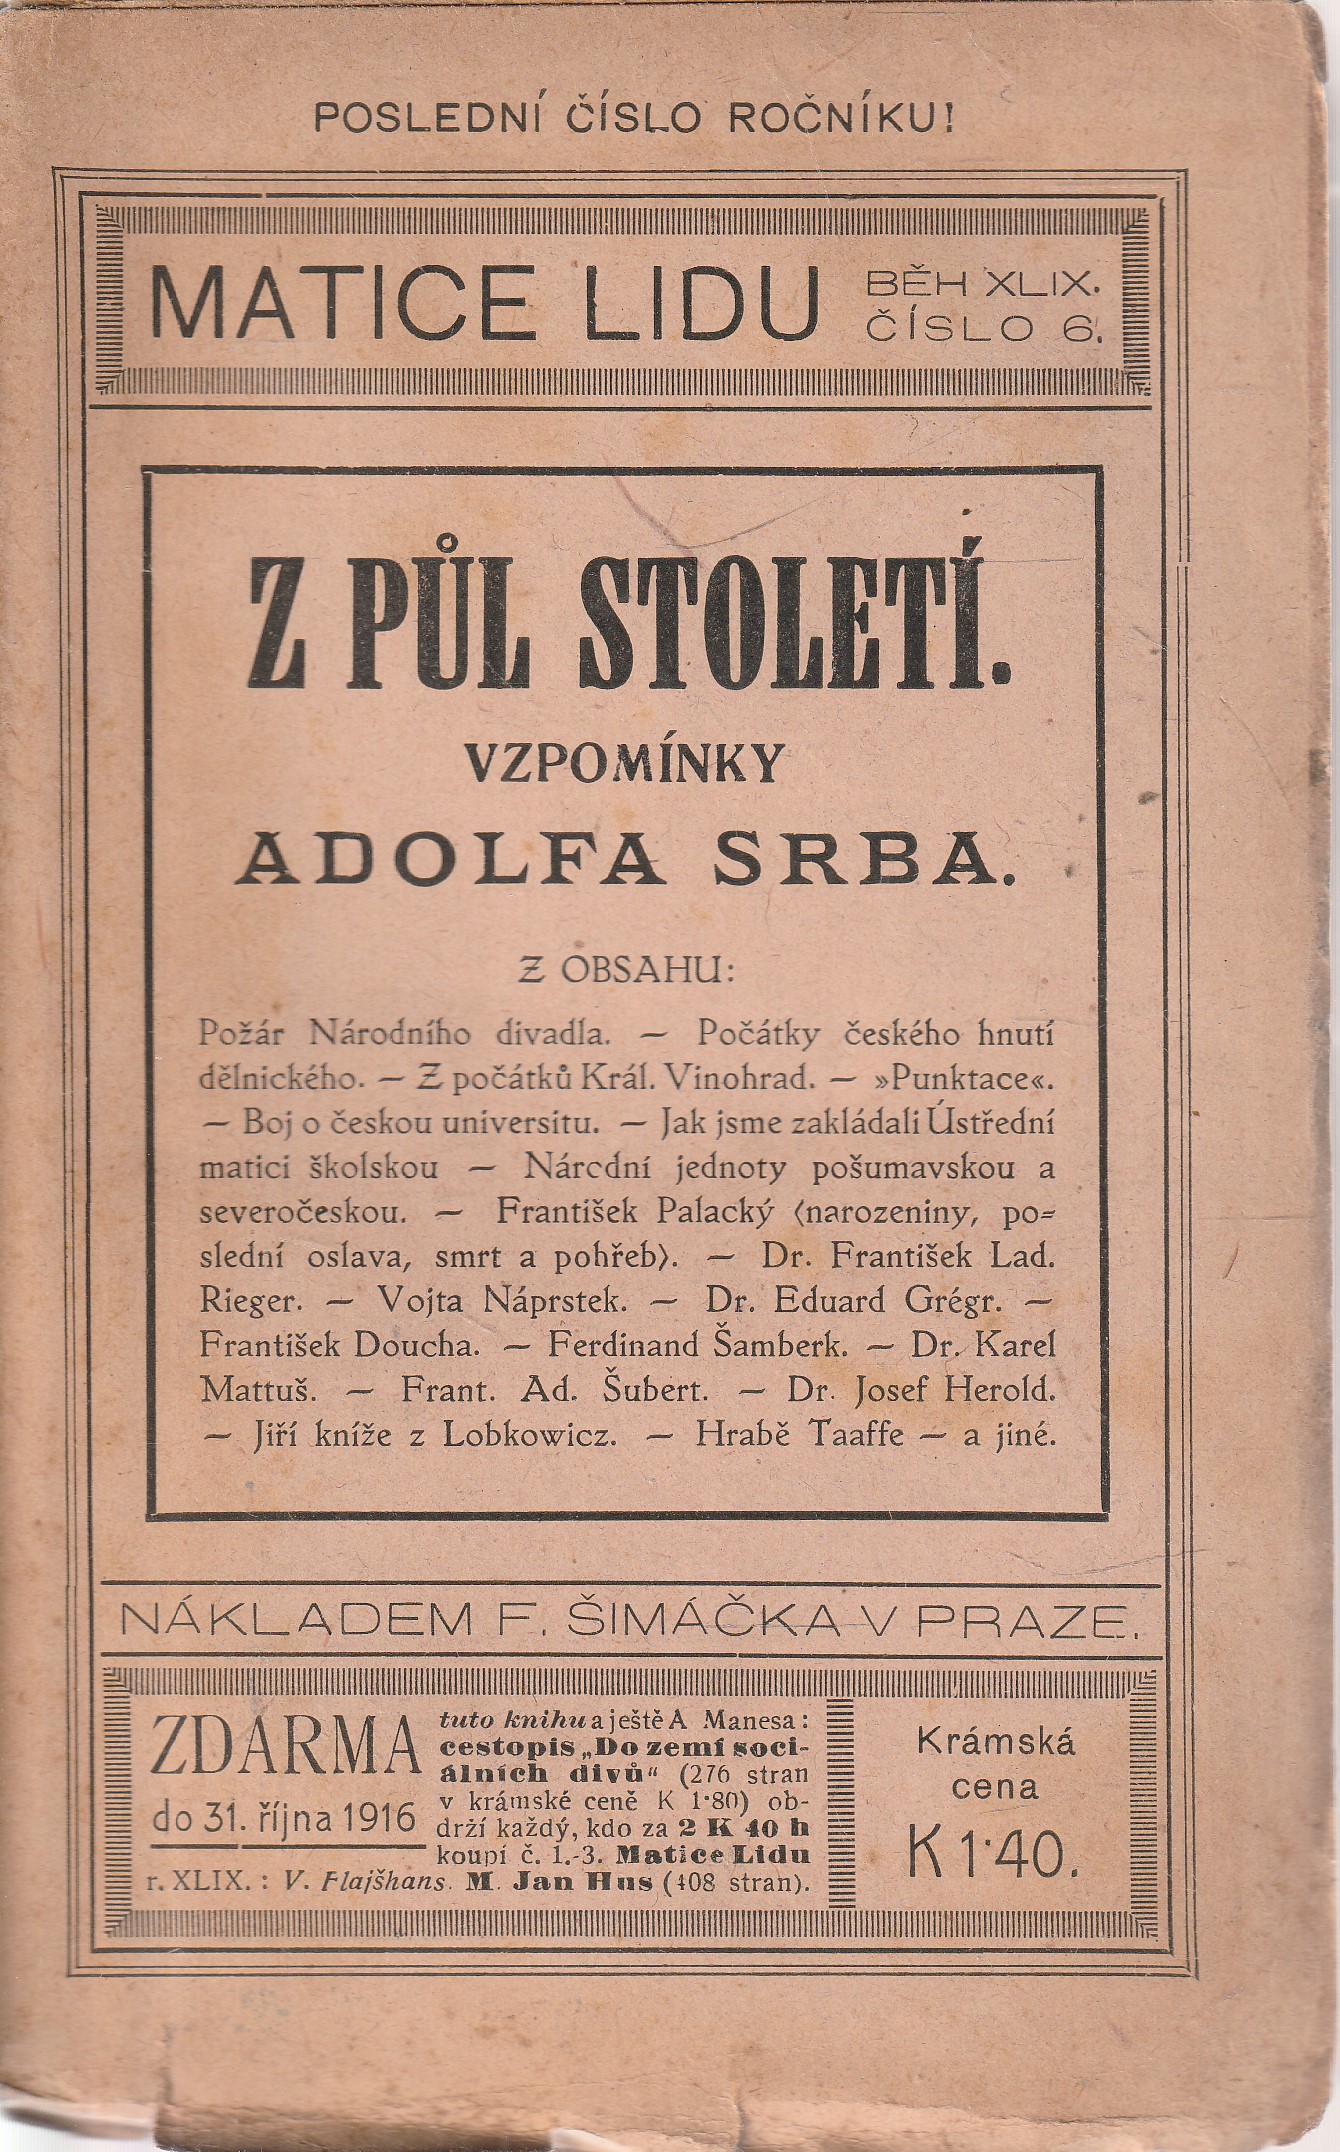 POSLEDNÍ ČÍSLO ROČNÍKU!
MATICE LIDU
BĚH XLIX.
ČÍSLO 6.
Z PŮL STOLETÍ.
VZPOMÍNKY
ADOLFA SRBA.
Z OBSAHU:
Požár Národního divadla. — Počátky českého hnutí
dělnického. — Z počátků Král. Vinohrad. — »Punktace«.
— Boj o českou universitu. — Jak jsme zakládali Ústřední
matici školskou — Národní jednoty pošumavskou a
severočeskou. — František Palacký (narozeniny, po-
slední oslava, smrt a pohřeb). — Dr. František Lad.
Rieger. — Vojta Náprstek. — Dr. Eduard Grégr. —
František Doucha. — Ferdinand Šamberk. — Dr. Karel
Mattuš. — Frant. Ad. Šubert. — Dr. Josef Herold.
— Jiří kníže z Lobkowicz. — Hrabě Taaffe — a jiné.
NÁKLADEM F. ŠIMÁČKA V PRAZE.
ZDARMA
do 31. října 1916
tuto knihu a ještě A Manesa:
cestopis „Do zemí soci-
álních divů“ (276 stran
v krámské ceně K 1·80) ob-
drží každý, kdo za 2 K 40 h
koupí č. 1.-3. Matice Lidu
r. XLIX.: V. Flajšhans. M. Jan Hus (408 stran).
Krámská
cena
K 1·40.